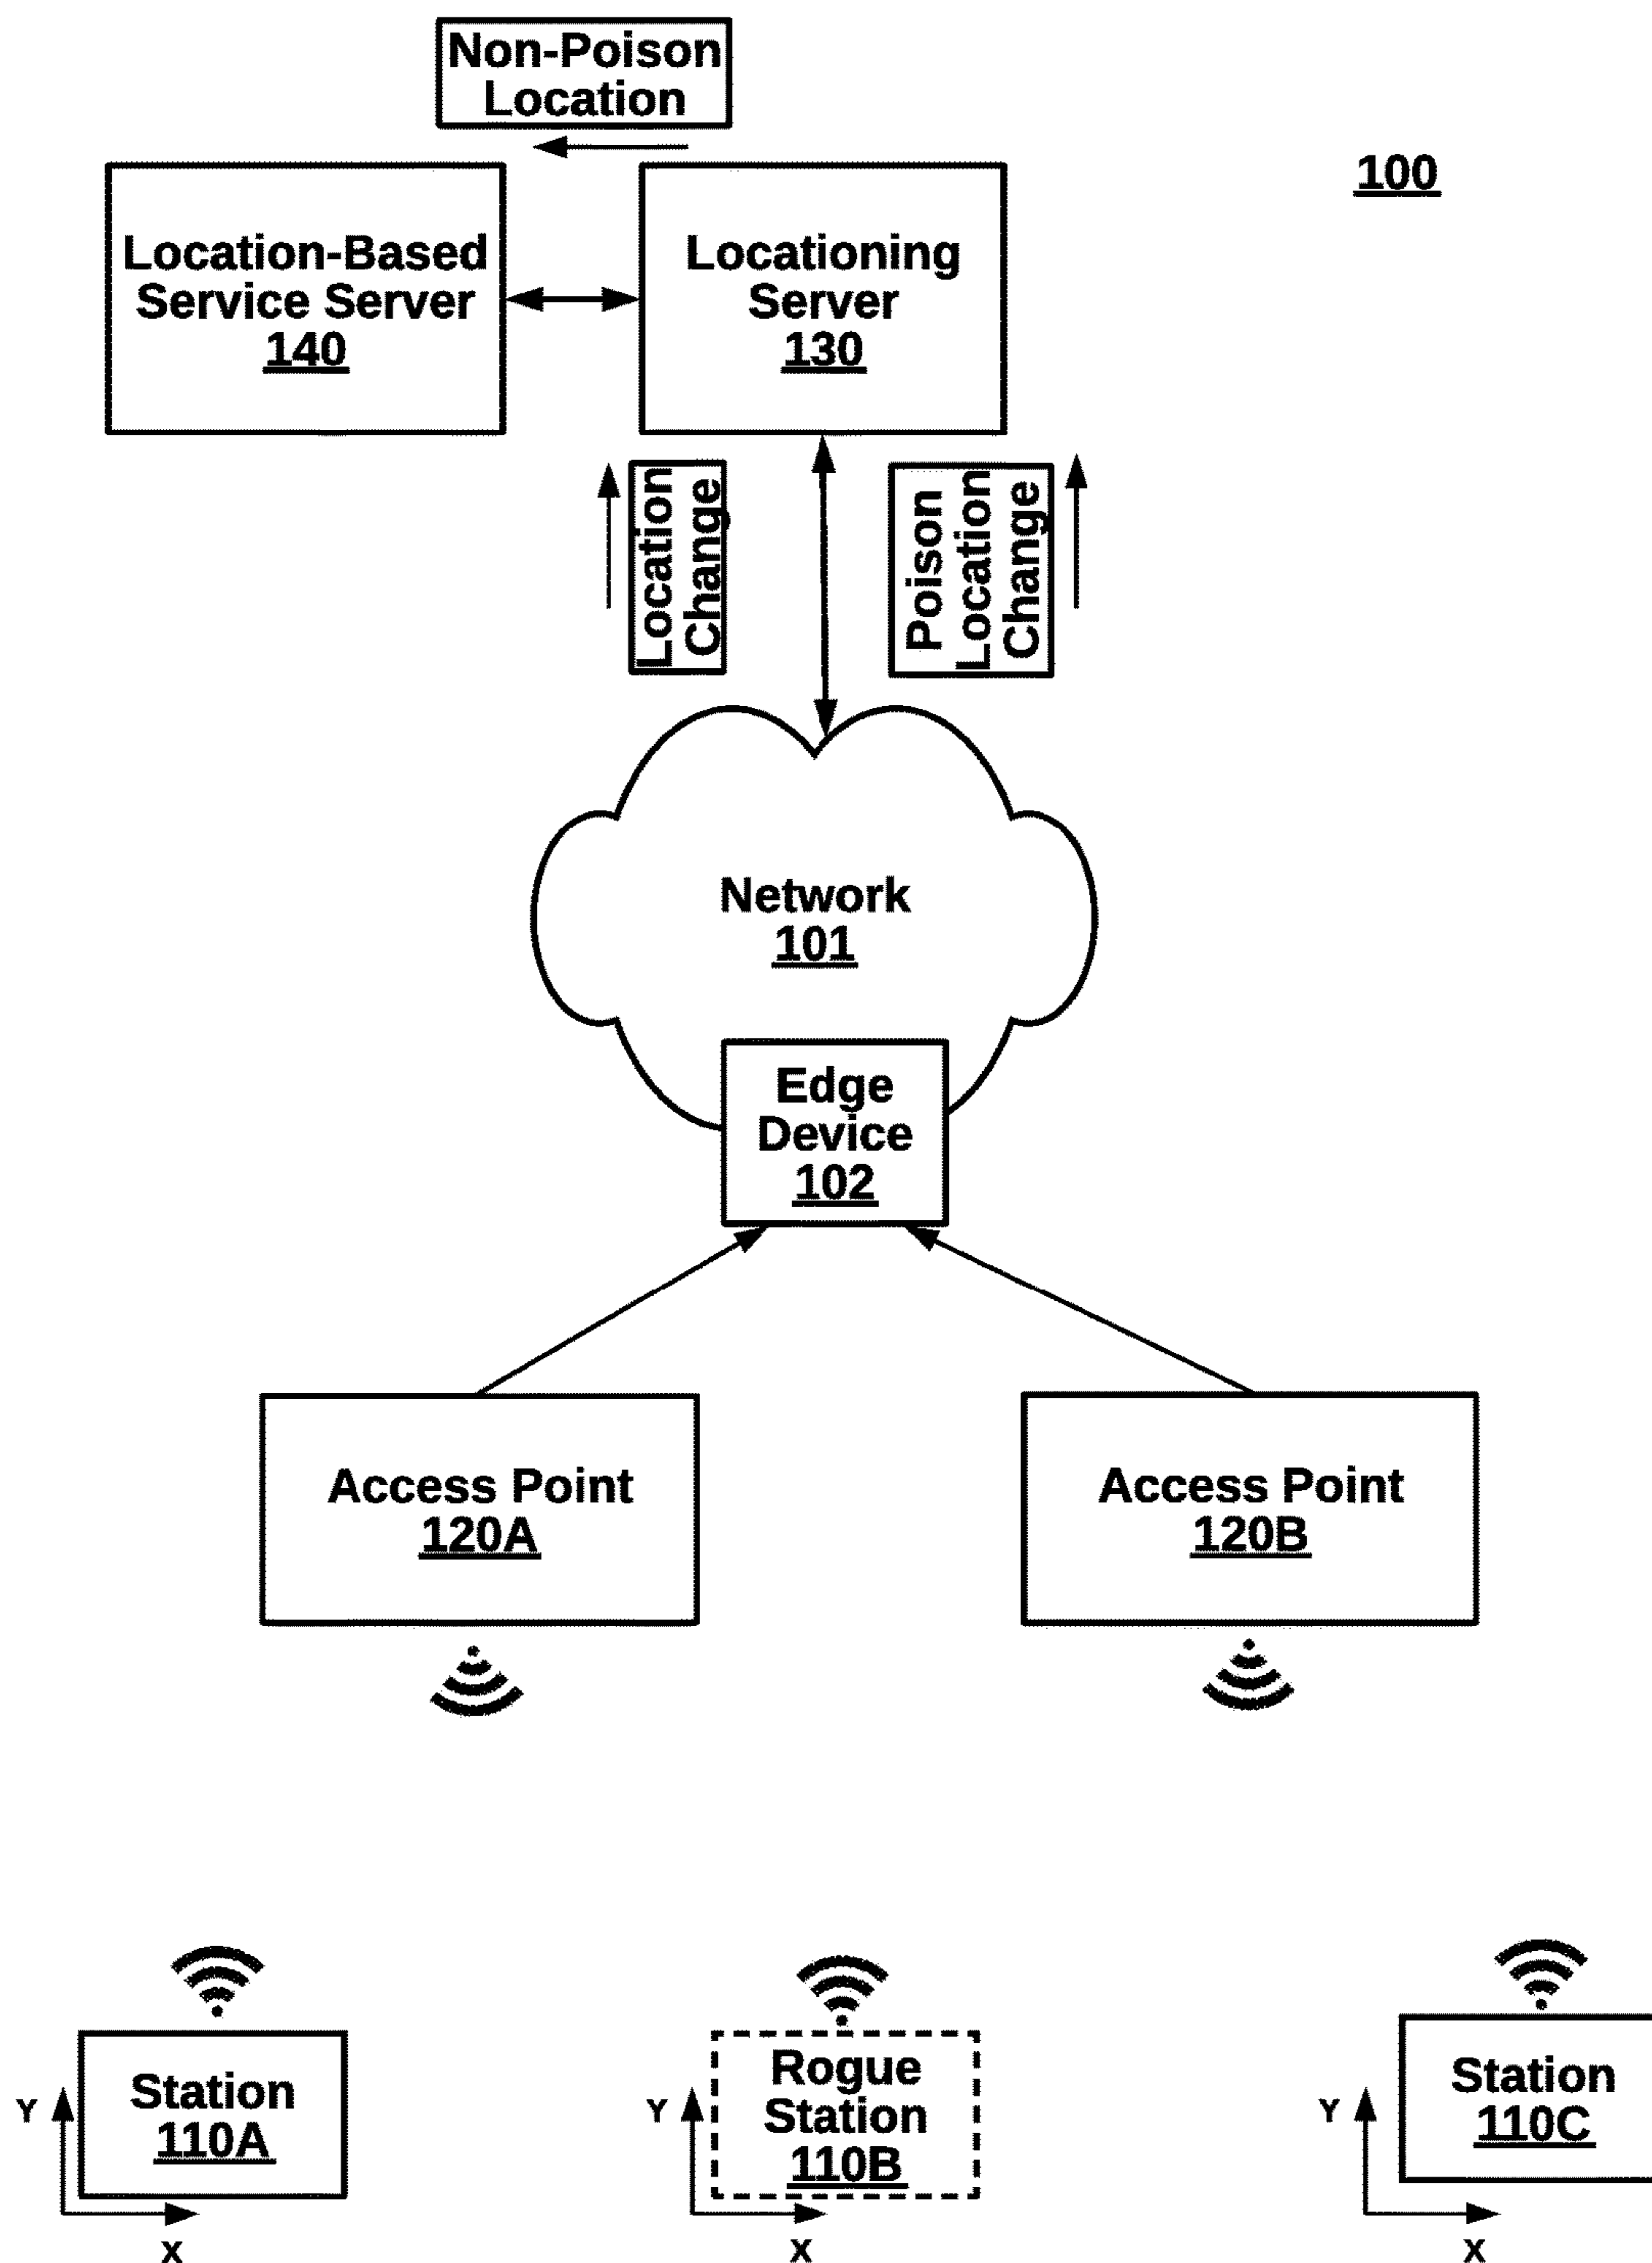 Non-Poison
Location
100
Location-Based
Service Server
140
Locationing
Server
130
Location
Change
Poison
Location
Change
Network
101
Edge
Device
102
Access Point
120A
Access Point
120B
Station
110A
Y
X
Rogue
Station
110B
Y
X
Station
110C
Y
X